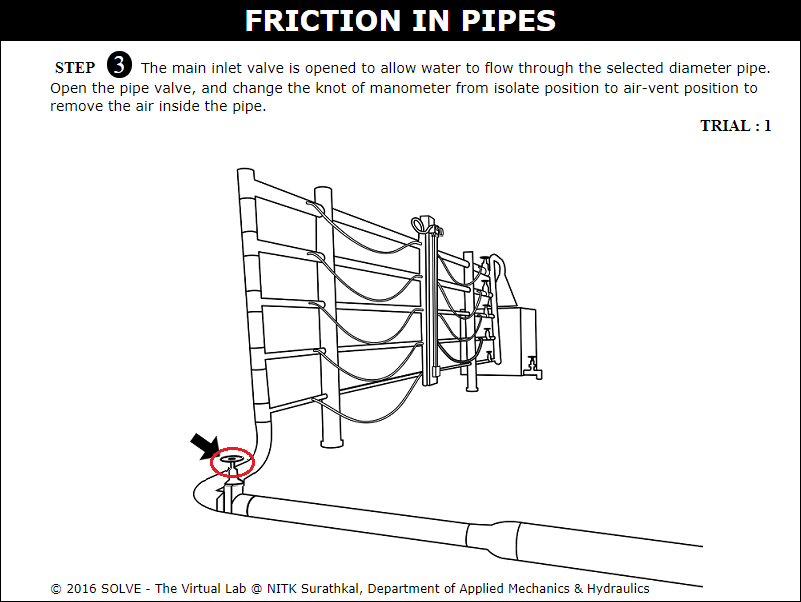 FRICTION IN PIPES
STEP 3 The main inlet valve is opened to allow water to flow through the selected diameter pipe.
Open the pipe valve, and change the knot of manometer from isolate position to air-vent position to
remove the air inside the pipe.
TRIAL : 1
© 2016 SOLVE - The Virtual Lab @ NITK Surathkal, Department of Applied Mechanics & Hydraulics